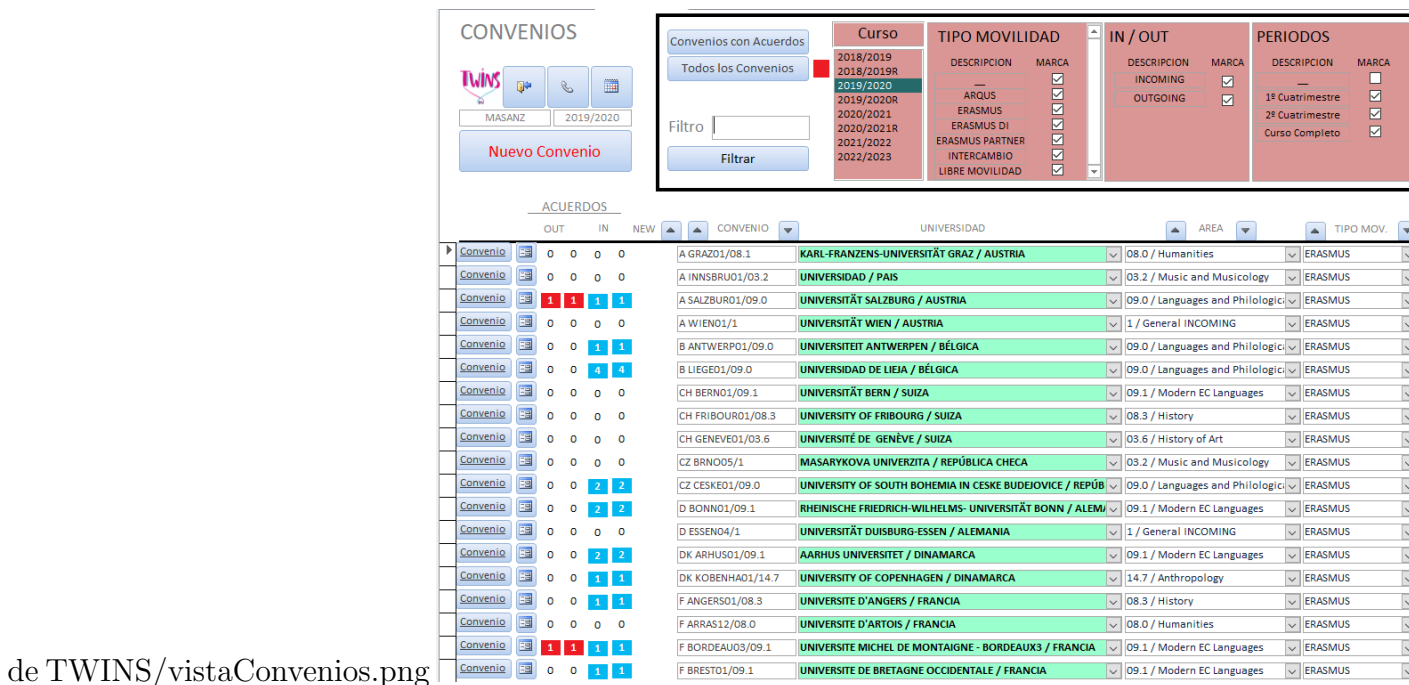 CONVENIOS
TWINS
MASANZ 2019/2020
Nuevo Convenio
Convenios con Acuerdos
Todos los Convenios
Filtro
Filtrar
Curso
2018/2019
2018/2019R
2019/2020
2019/2020R
2020/2021
2020/2021R
2021/2022
2022/2023
TIPO MOVILIDAD
DESCRIPCION MARCA
__
ARQUS
ERASMUS
ERASMUS DI
ERASMUS PARTNER
INTERCAMBIO
LIBRE MOVILIDAD
IN / OUT
DESCRIPCION MARCA
INCOMING
OUTGOING
PERIODOS
DESCRIPCION MARCA
__
1º Cuatrimestre
2º Cuatrimestre
Curso Completo
ACUERDOS
OUT IN NEW CONVENIO UNIVERSIDAD AREA TIPO MOV.
Convenio 0 0 0 0 A GRAZ01/08.1 KARL-FRANZENS-UNIVERSITÄT GRAZ / AUSTRIA 08.0 / Humanities ERASMUS
Convenio 0 0 0 0 A INNSBRU01/03.2 UNIVERSIDAD / PAIS 03.2 / Music and Musicology ERASMUS
Convenio 1 1 1 1 A SALZBUR01/09.0 UNIVERSITÄT SALZBURG / AUSTRIA 09.0 / Languages and Philologica ERASMUS
Convenio 0 0 0 0 A WIEN01/1 UNIVERSITÄT WIEN / AUSTRIA 1 / General INCOMING ERASMUS
Convenio 0 0 1 1 B ANTWERP01/09.0 UNIVERSITEIT ANTWERPEN / BÉLGICA 09.0 / Languages and Philologica ERASMUS
Convenio 0 0 4 4 B LIEGE01/09.0 UNIVERSIDAD DE LIEJA / BÉLGICA 09.0 / Languages and Philologica ERASMUS
Convenio 0 0 0 0 CH BERN01/09.1 UNIVERSITÄT BERN / SUIZA 09.1 / Modern EC Languages ERASMUS
Convenio 0 0 0 0 CH FRIBOUR01/08.3 UNIVERSITY OF FRIBOURG / SUIZA 08.3 / History ERASMUS
Convenio 0 0 0 0 CH GENEVE01/03.6 UNIVERSITÉ DE GENÈVE / SUIZA 03.6 / History of Art ERASMUS
Convenio 0 0 0 0 CZ BRNO05/1 MASARYKOVA UNIVERZITA / REPÚBLICA CHECA 03.2 / Music and Musicology ERASMUS
Convenio 0 0 2 2 CZ CESKE01/09.0 UNIVERSITY OF SOUTH BOHEMIA IN CESKE BUDEJOVICE / REPÚB 09.0 / Languages and Philologica ERASMUS
Convenio 0 0 2 2 D BONN01/09.1 RHEINISCHE FRIEDRICH-WILHELMS- UNIVERSITÄT BONN / ALEMA 09.1 / Modern EC Languages ERASMUS
Convenio 0 0 0 0 D ESSEN04/1 UNIVERSITÄT DUISBURG-ESSEN / ALEMANIA 1 / General INCOMING ERASMUS
Convenio 0 0 2 2 DK ARHUS01/09.1 AARHUS UNIVERSITET / DINAMARCA 09.1 / Modern EC Languages ERASMUS
Convenio 0 0 1 1 DK KOBENHA01/14.7 UNIVERSITY OF COPENHAGEN / DINAMARCA 14.7 / Anthropology ERASMUS
Convenio 0 0 1 1 F ANGERS01/08.3 UNIVERSITE D'ANGERS / FRANCIA 08.3 / History ERASMUS
Convenio 0 0 0 0 F ARRAS12/08.0 UNIVERSITE D'ARTOIS / FRANCIA 08.0 / Humanities ERASMUS
Convenio 1 1 1 1 F BORDEAU03/09.1 UNIVERSITE MICHEL DE MONTAIGNE - BORDEAUX3 / FRANCIA 09.1 / Modern EC Languages ERASMUS
Convenio 0 0 1 1 F BREST01/09.1 UNIVERSITE DE BRETAGNE OCCIDENTALE / FRANCIA 09.1 / Modern EC Languages ERASMUS
de TWINS/vistaConvenios.png